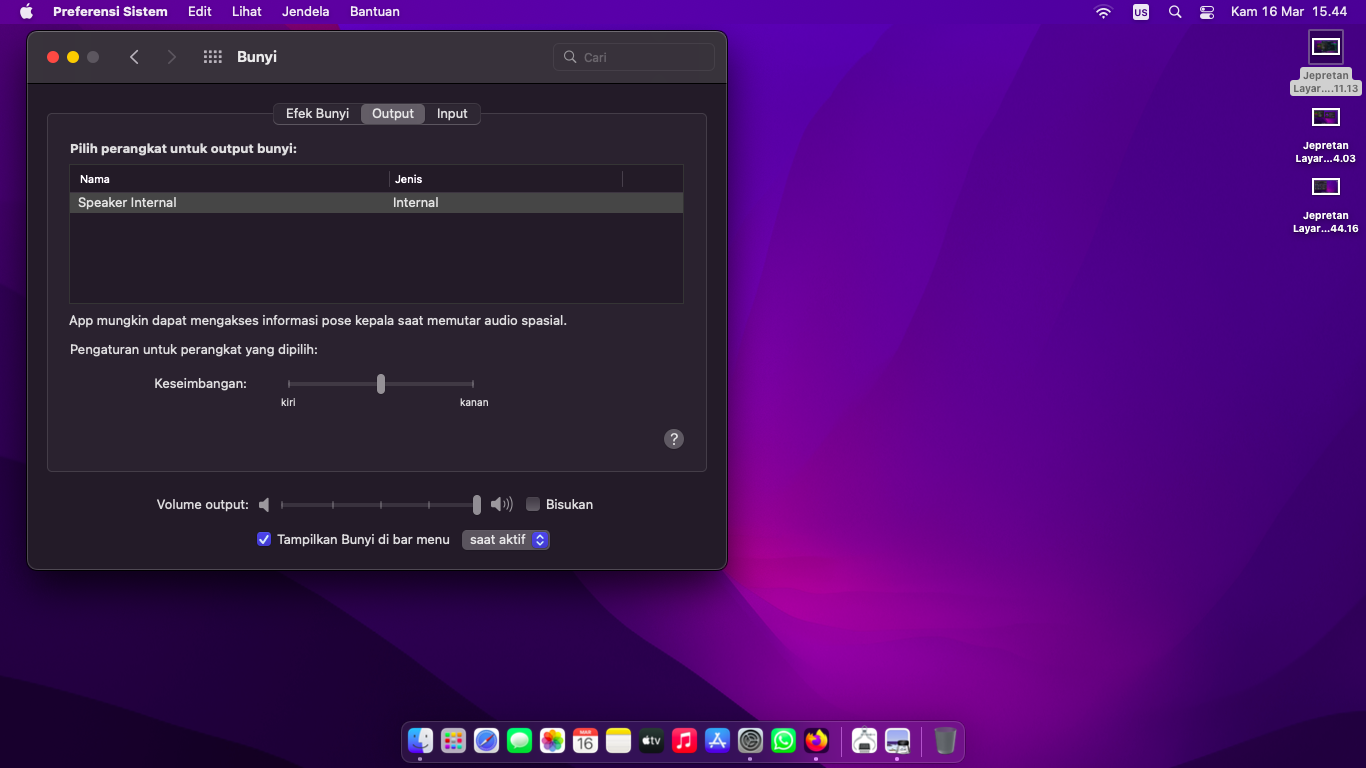 Preferensi Sistem Edit Lihat Jendela Bantuan US Kam 16 Mar 15.44
Bunyi
Cari
Efek Bunyi Output Input
Pilih perangkat untuk output bunyi:
Nama Jenis
Speaker Internal Internal
App mungkin dapat mengakses informasi pose kepala saat memutar audio spasial.
Pengaturan untuk perangkat yang dipilih:
Keseimbangan:
kiri kanan
?
Volume output: Bisukan
Tampilkan Bunyi di bar menu saat aktif
Jepretan
Layar....11.13
Jepretan
Layar...4.03
Jepretan
Layar...44.16
16
tv